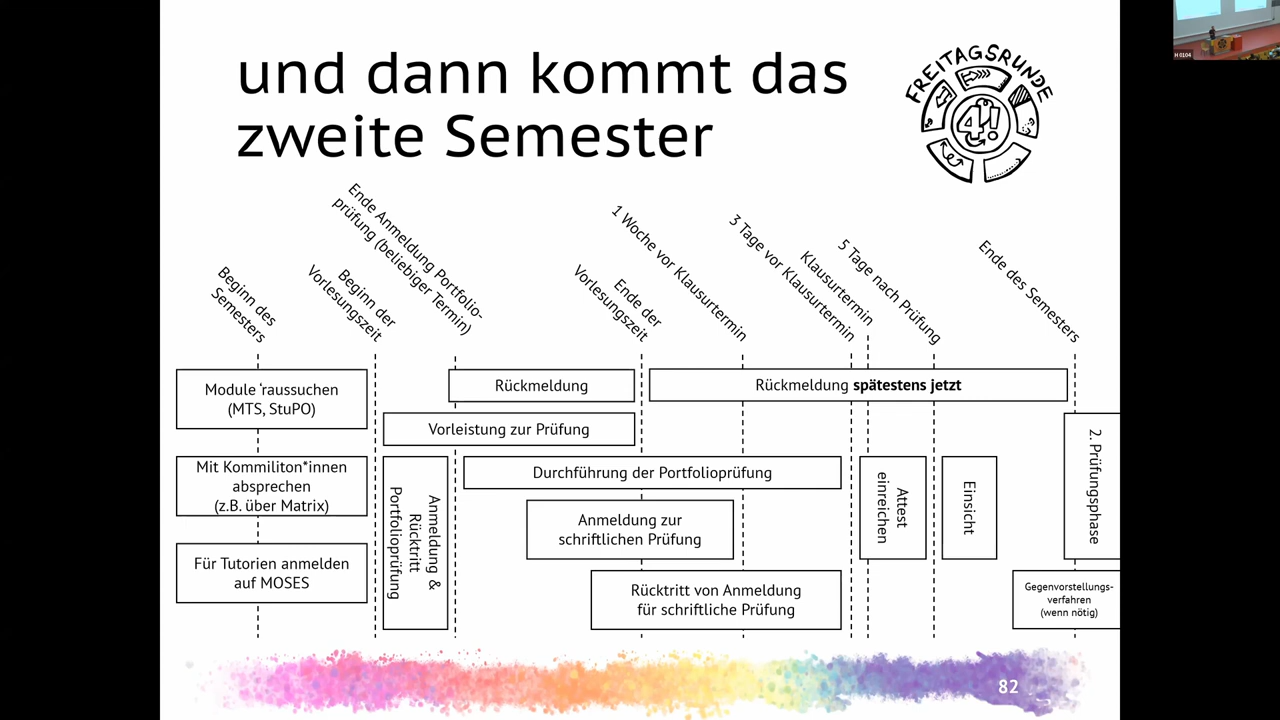 und dann kommt das
zweite Semester
FREITAGSRUNDE
4!
H 0104
Beginn des
Semesters
Beginn der
Vorlesungszeit
Ende Anmeldung Portfolio-
prüfung (beliebiger Termin)
Ende der
Vorlesungszeit
1 Woche vor Klausurtermin
3 Tage vor Klausurtermin
Klausurtermin
5 Tage nach Prüfung
Ende des Semesters
Module ‘raussuchen
(MTS, StuPO)
Rückmeldung
Rückmeldung spätestens jetzt
Vorleistung zur Prüfung
Mit Kommiliton*innen
absprechen
(z.B. über Matrix)
Anmeldung &
Rücktritt
Portfolioprüfung
Durchführung der Portfolioprüfung
Attest
einreichen
Einsicht
2. Prüfungsphase
Anmeldung zur
schriftlichen Prüfung
Für Tutorien anmelden
auf MOSES
Rücktritt von Anmeldung
für schriftliche Prüfung
Gegenvorstellungs-
verfahren
(wenn nötig)
82